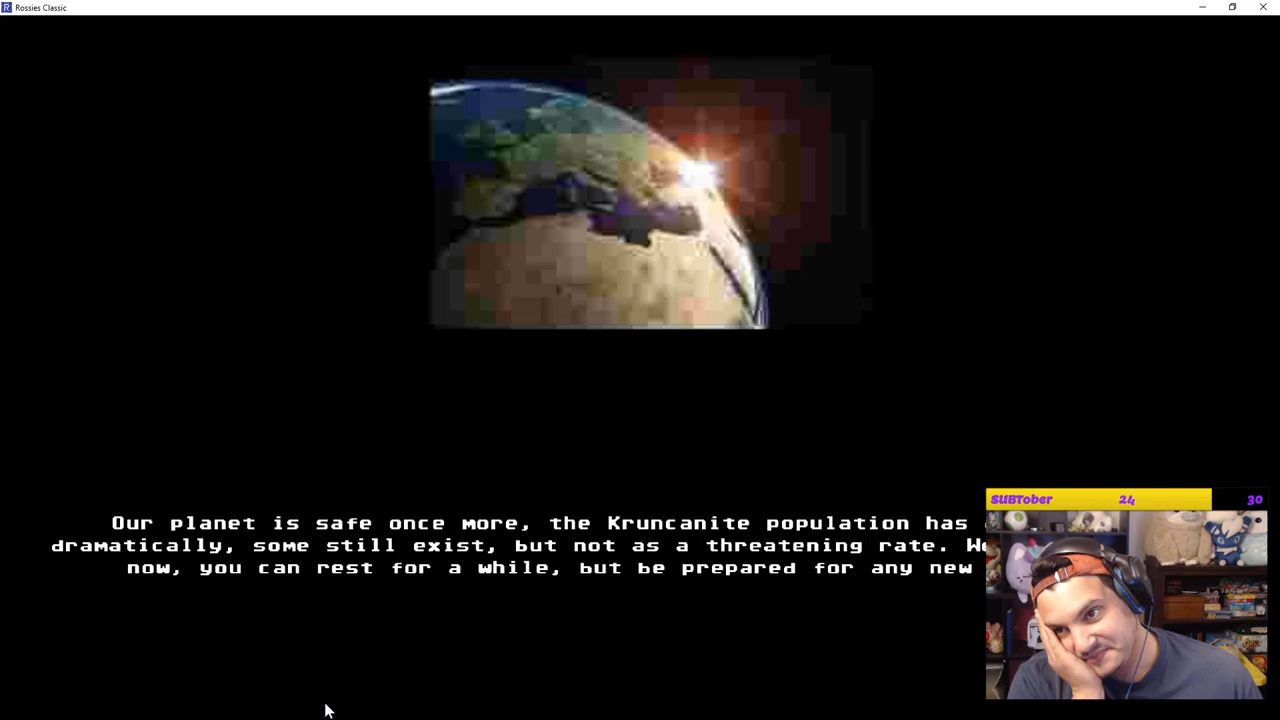 Rossies Classic
Our planet is safe once more, the Kruncanite population has
dramatically, some still exist, but not as a threatening rate.
now, you can rest for a while, but be prepared for any new
SUBTober 24 30